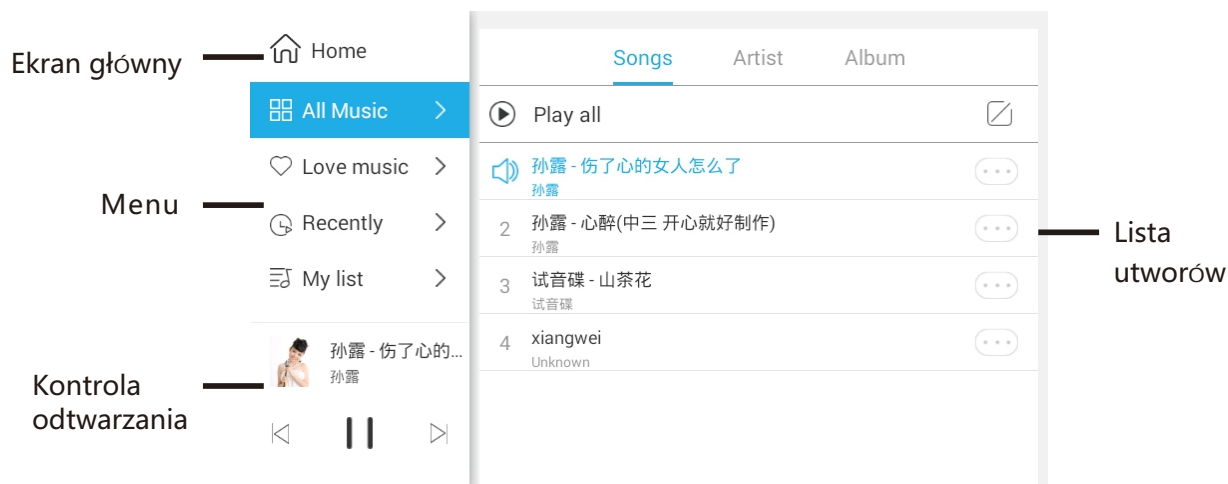 Ekran główny
Home
All Music
Love music
Menu
Recently
My list
孙露 - 伤了心的...
孙露
Kontrola
odtwarzania
Songs Artist Album
Play all
孙露 - 伤了心的女人怎么了
孙露
2 孙露 - 心醉(中三 开心就好制作)
孙露
3 试音碟 - 山茶花
试音碟
4 xiangwei
Unknown
Lista
utworów